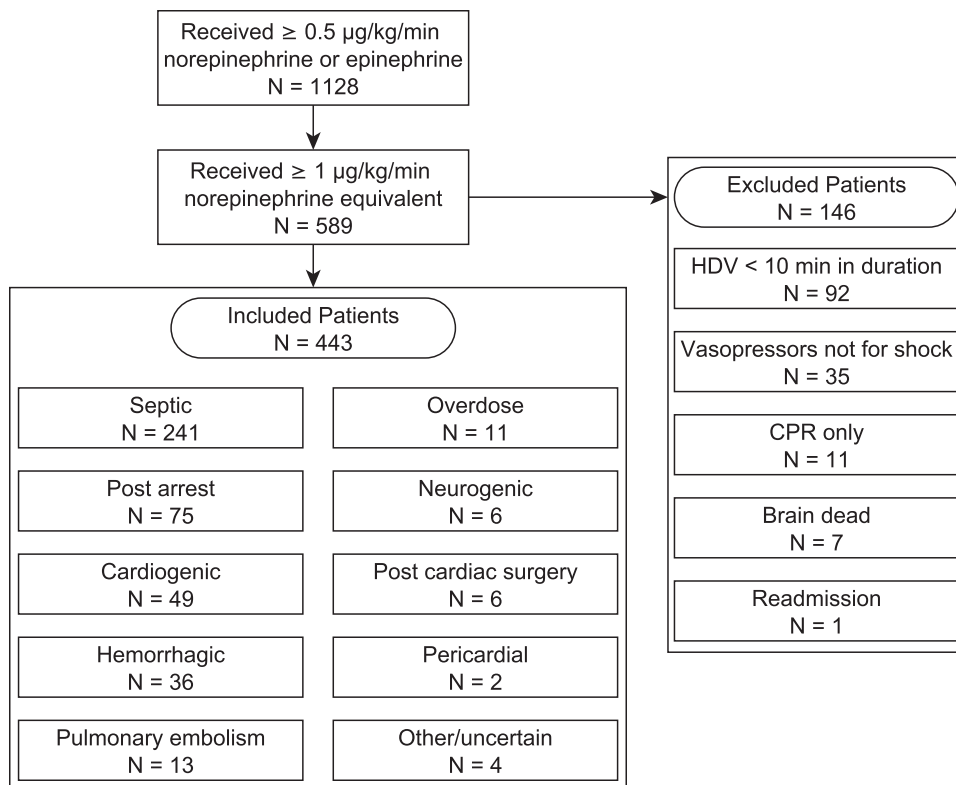 Received ≥ 0.5 µg/kg/min
norepinephrine or epinephrine
N = 1128
Received ≥ 1 µg/kg/min
norepinephrine equivalent
N = 589
Excluded Patients
N = 146
HDV < 10 min in duration
N = 92
Vasopressors not for shock
N = 35
CPR only
N = 11
Brain dead
N = 7
Readmission
N = 1
Included Patients
N = 443
Septic
N = 241
Post arrest
N = 75
Cardiogenic
N = 49
Hemorrhagic
N = 36
Pulmonary embolism
N = 13
Overdose
N = 11
Neurogenic
N = 6
Post cardiac surgery
N = 6
Pericardial
N = 2
Other/uncertain
N = 4